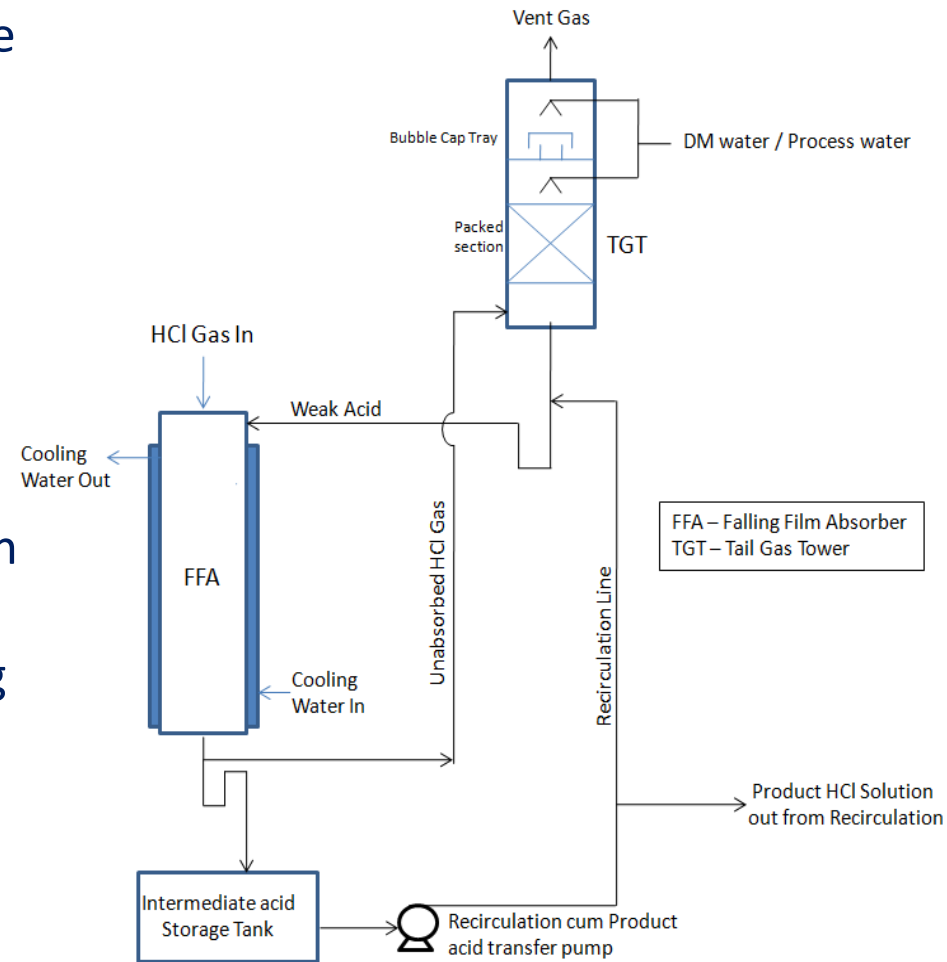 e
Vent Gas
Bubble Cap Tray
DM water / Process water
Packed
section
TGT
HCl Gas In
Weak Acid
Cooling
Water Out
FFA – Falling Film Absorber
TGT – Tail Gas Tower
n
FFA
Unabsorbed HCl Gas
Recirculation Line
g
Cooling
Water In
Product HCl Solution
out from Recirculation
Intermediate acid
Storage Tank
Recirculation cum Product
acid transfer pump